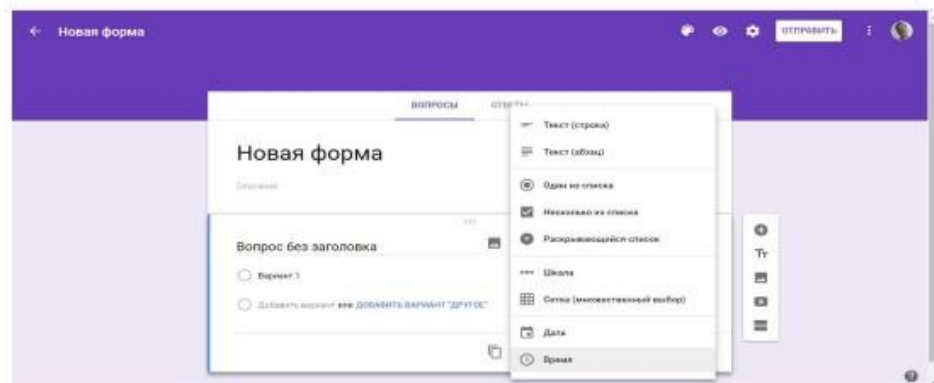 Новая форма
ОТПРАВИТЬ
ВОПРОСЫ
ОТВЕТЫ
Новая форма
Описание
Вопрос без заголовка
Вариант 1
Добавить вариант или ДОБАВИТЬ ВАРИАНТ "ДРУГОЕ"
Текст (строка)
Текст (абзац)
Один из списка
Несколько из списка
Раскрывающийся список
Шкала
Сетка (множественный выбор)
Дата
Время
Тт